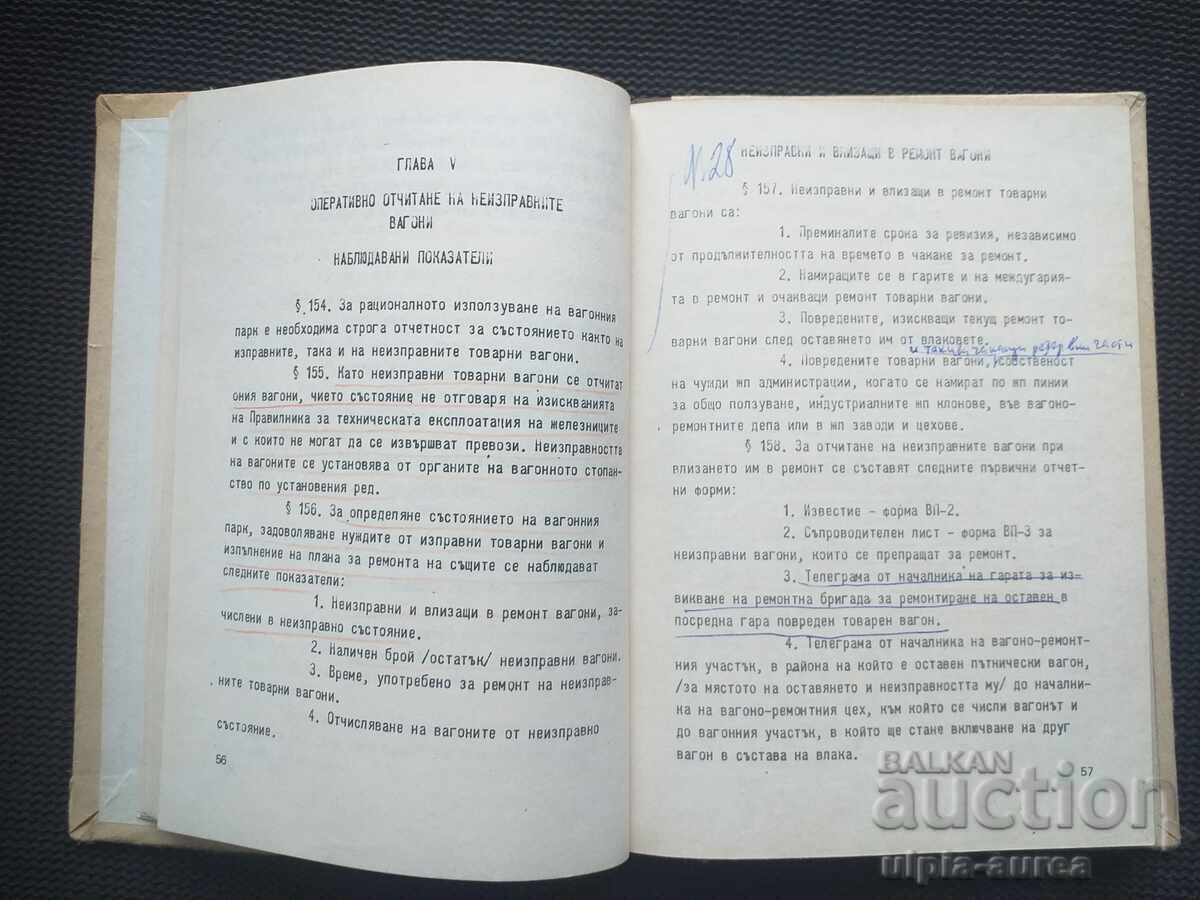 ГЛАВА V
ОПЕРАТИВНО ОТЧИТАНЕ НА НЕИЗПРАВНИТЕ
ВАГОНИ
НАБЛЮДАВАНИ ПОКАЗАТЕЛИ
§ 154. За рационалното използуване на вагонния
парк е необходима строга отчетност за състоянието както на
изправните, така и на неизправните товарни вагони.
§ 155. Като неизправни товарни вагони се отчитат
ония вагони, чието състояние не отговаря на изискванията
на Правилника за техническата експлоатация на железниците
и с които не могат да се извършват превози. Неизправността
на вагоните се установява от органите на вагонното стопан-
ство по установения ред.
§ 156. За определяне състоянието на вагонния
парк, задоволяване нуждите от изправни товарни вагони и
изпълнение на плана за ремонта на същите се наблюдават
следните показатели:
1. Неизправни и влизащи в ремонт вагони, за-
числени в неизправно състояние.
2. Наличен брой /остатък/ неизправни вагони.
3. Време, употребено за ремонт на неизправ-
ните товарни вагони.
4. Отчисляване на вагоните от неизправно
състояние.
56
N. 28
НЕИЗПРАВНИ И ВЛИЗАЩИ В РЕМОНТ ВАГОНИ
§ 157. Неизправни и влизащи в ремонт товарни
вагони са:
1. Преминалите срока за ревизия, независимо
от продължителността на времето в чакане за ремонт.
2. Намиращите се в гарите и на междугария-
та в ремонт и очакващи ремонт товарни вагони.
3. Повредените, изискващи текущ ремонт то-
варни вагони след оставянето им от влаковете.
и такива чакащи резервни части
4. Повредените товарни вагони, собственост
на чужди жп администрации, когато се намират по жп линии
за общо ползуване, индустриалните жп клонове, във вагоно-
ремонтните депа или в жп заводи и цехове.
§ 158. За отчитане на неизправните вагони при
влизането им в ремонт се съставят следните първични отчет-
ни форми:
1. Известие - форма ВП-2.
2. Съпроводителен лист - форма ВП-3 за
неизправни вагони, които се препращат за ремонт.
3. Телеграма от началника на гарата за из-
викване на ремонтна бригада за ремонтиране на оставен в
посредна гара повреден товарен вагон.
4. Телеграма от началника на вагоно-ремонт-
ния участък, в района на който е оставен пътнически вагон,
/за мястото на оставянето и неизправността му/ до начални-
ка на вагоно-ремонтния цех, към който се числи вагонът и
до вагонния участък, в който ще стане включване на друг
вагон в състава на влака.
57
BALKAN
auction
ulpia-aurea